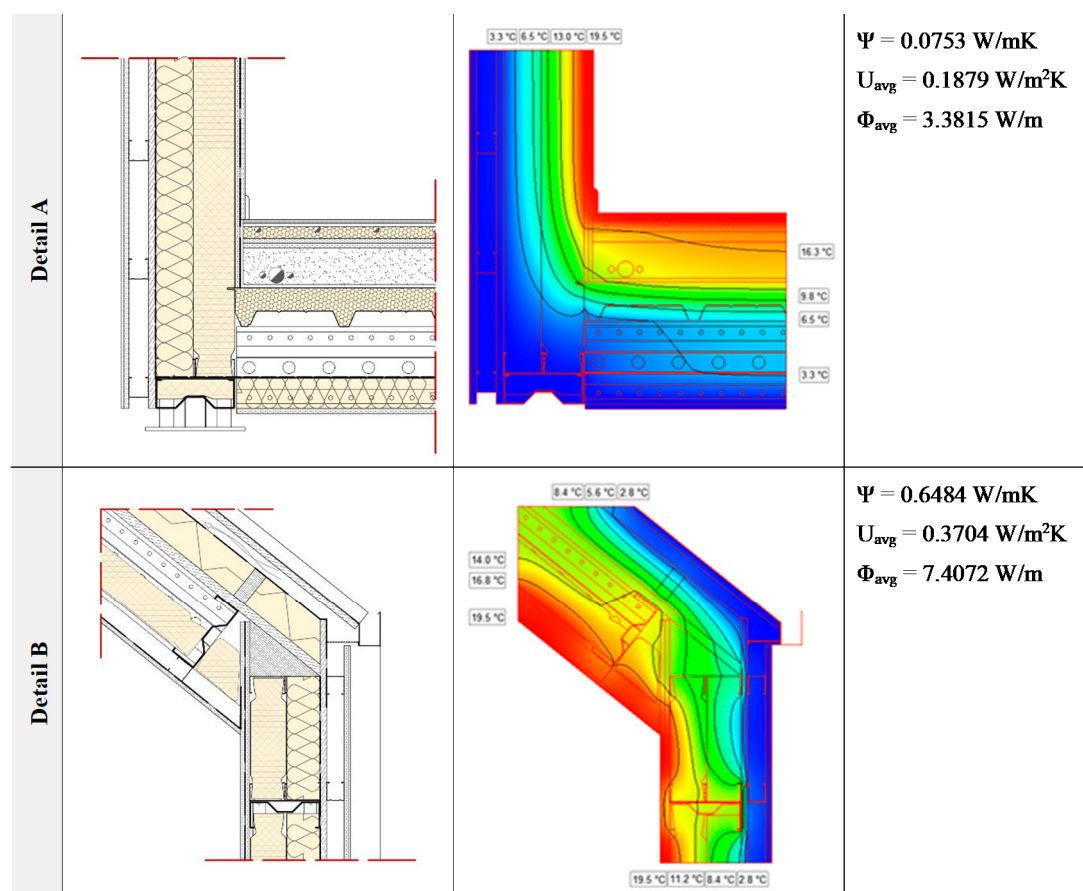 Detail A
3.3 °C 6.5 °C 13.0 °C 19.5 °C
16.3 °C
9.8 °C
6.5 °C
3.3 °C
Ψ = 0.0753 W/mK
Uavg = 0.1879 W/m²K
Φavg = 3.3815 W/m
Detail B
8.4 °C 5.6 °C 2.8 °C
14.0 °C
16.8 °C
19.5 °C
19.5 °C 11.2 °C 8.4 °C 2.8 °C
Ψ = 0.6484 W/mK
Uavg = 0.3704 W/m²K
Φavg = 7.4072 W/m